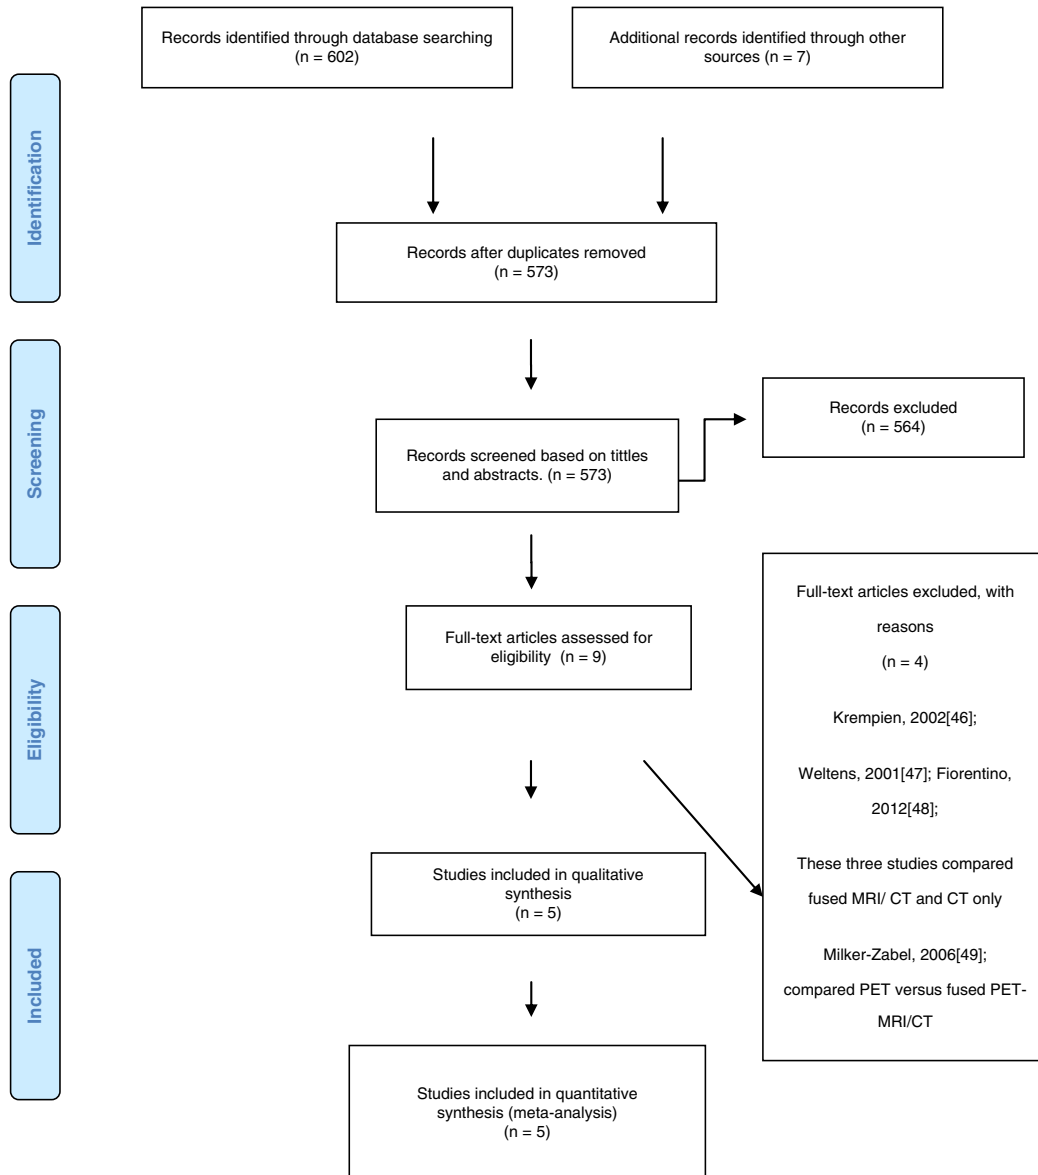 Records identified through database searching
(n = 602)
Additional records identified through other
sources (n = 7)
Identification
Records after duplicates removed
(n = 573)
Screening
Records screened based on tittles
and abstracts. (n = 573)
Records excluded
(n = 564)
Eligibility
Full-text articles assessed for
eligibility (n = 9)
Full-text articles excluded, with
reasons
(n = 4)
Krempien, 2002[46];
Weltens, 2001[47]; Fiorentino,
2012[48];
These three studies compared
fused MRI/ CT and CT only
Milker-Zabel, 2006[49];
compared PET versus fused PET-
MRI/CT
Included
Studies included in qualitative
synthesis
(n = 5)
Studies included in quantitative
synthesis (meta-analysis)
(n = 5)